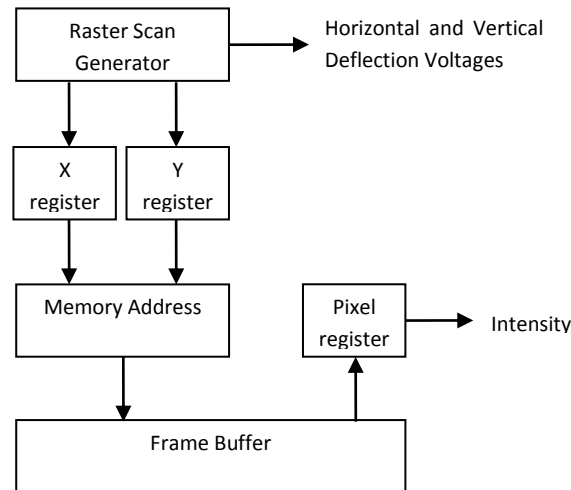 Raster Scan
Generator
Horizontal and Vertical
Deflection Voltages
X
register
Y
register
Memory Address
Pixel
register
Intensity
Frame Buffer